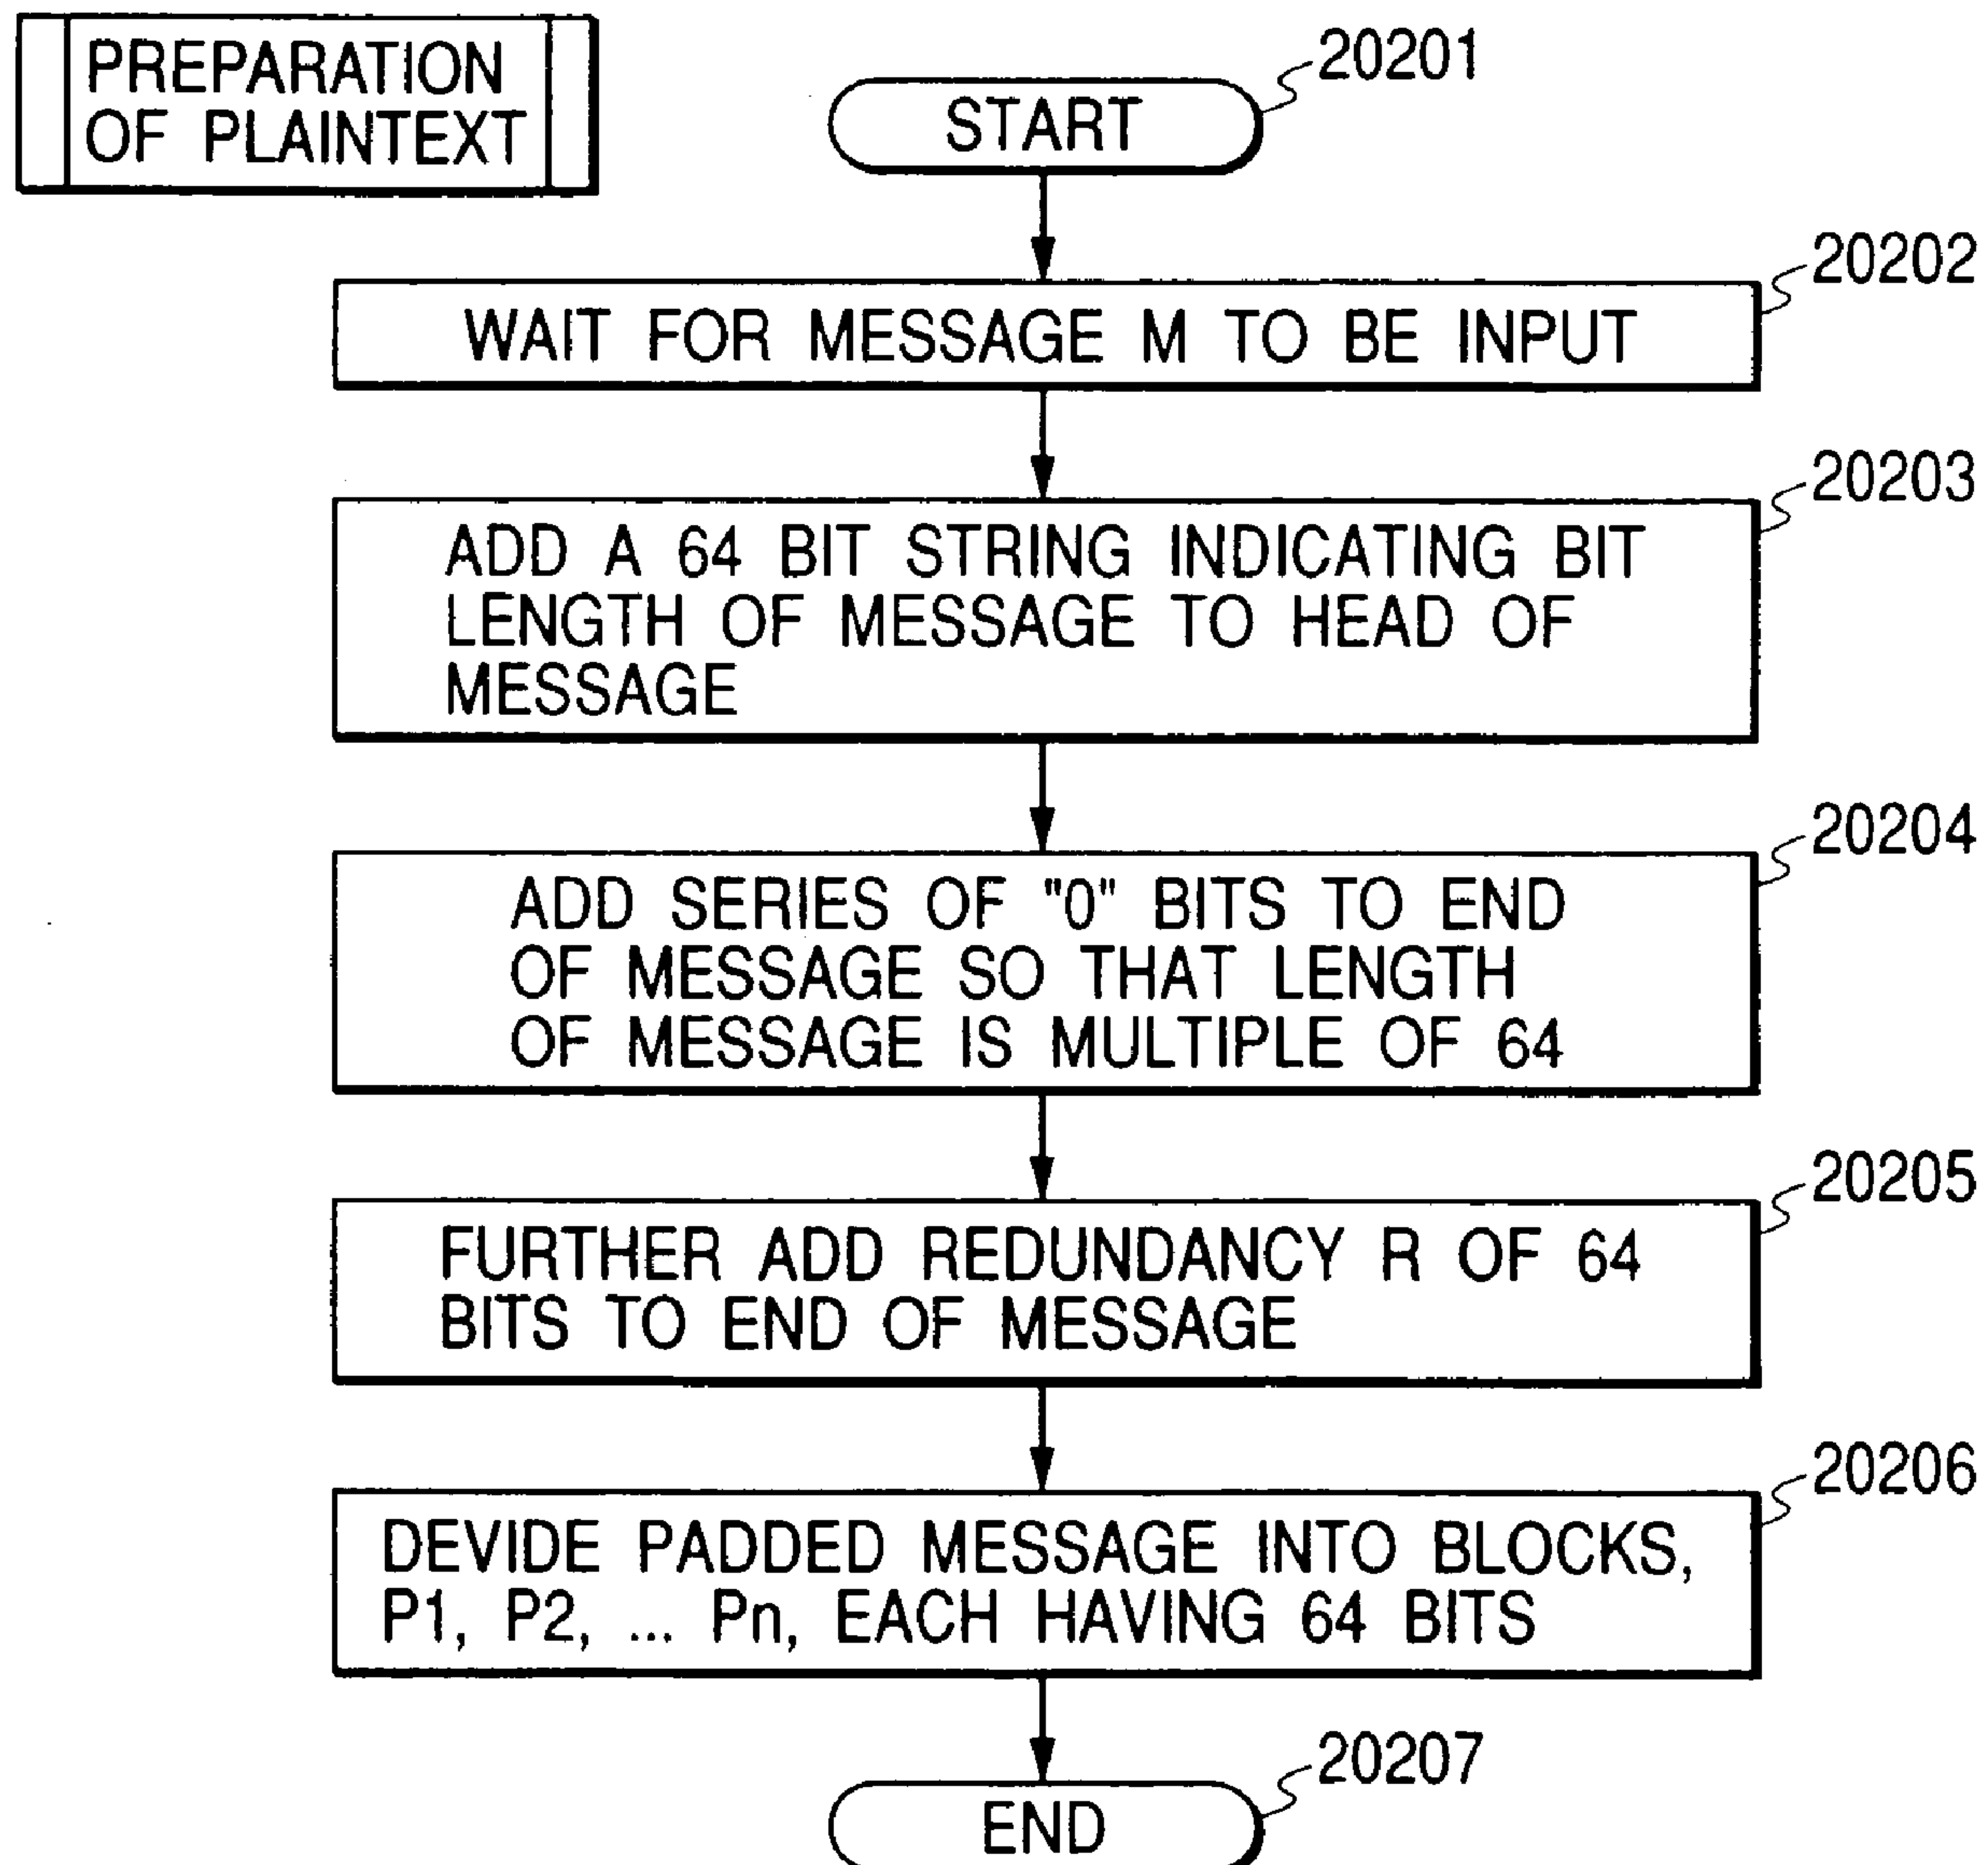 PREPARATION
OF PLAINTEXT
20201
START
20202
WAIT FOR MESSAGE M TO BE INPUT
20203
ADD A 64 BIT STRING INDICATING BIT
LENGTH OF MESSAGE TO HEAD OF
MESSAGE
20204
ADD SERIES OF "0" BITS TO END
OF MESSAGE SO THAT LENGTH
OF MESSAGE IS MULTIPLE OF 64
20205
FURTHER ADD REDUNDANCY R OF 64
BITS TO END OF MESSAGE
20206
DEVIDE PADDED MESSAGE INTO BLOCKS,
P1, P2, ... Pn, EACH HAVING 64 BITS
20207
END